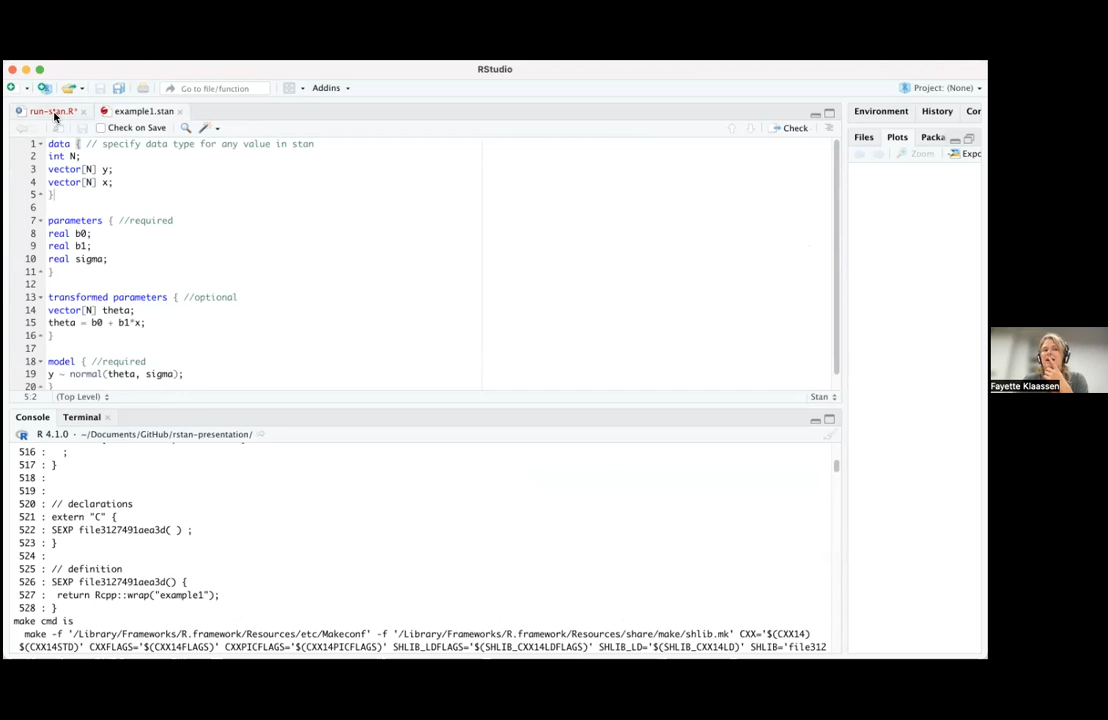 RStudio
Go to file/function
Addins
Project: (None)
run-stan.R*
example1.stan
Check on Save
Check
1 data { // specify data type for any value in stan
2 int N;
3 vector[N] y;
4 vector[N] x;
5 }
6
7 parameters { //required
8 real b0;
9 real b1;
10 real sigma;
11 }
12
13 transformed parameters { //optional
14 vector[N] theta;
15 theta = b0 + b1*x;
16 }
17
18 model { //required
19 y ~ normal(theta, sigma);
20 }
5:2 (Top Level) Stan
Console Terminal
R 4.1.0 · ~/Documents/GitHub/rstan-presentation/
516 : ;
517 : }
518 :
519 :
520 : // declarations
521 : extern "C" {
522 : SEXP file3127491aea3d( ) ;
523 : }
524 :
525 : // definition
526 : SEXP file3127491aea3d() {
527 : return Rcpp::wrap("example1");
528 : }
make cmd is
make -f '/Library/Frameworks/R.framework/Resources/etc/Makeconf' -f '/Library/Frameworks/R.framework/Resources/share/make/shlib.mk' CXX='$(CXX14)
$(CXX14STD)' CXXFLAGS='$(CXX14FLAGS)' CXXPICFLAGS='$(CXX14PICFLAGS)' SHLIB_LDFLAGS='$(SHLIB_CXX14LDFLAGS)' SHLIB_LD='$(SHLIB_CXX14LD)' SHLIB='file312
Environment History Cor
Files Plots Packa
Zoom Expc
Fayette Klaassen